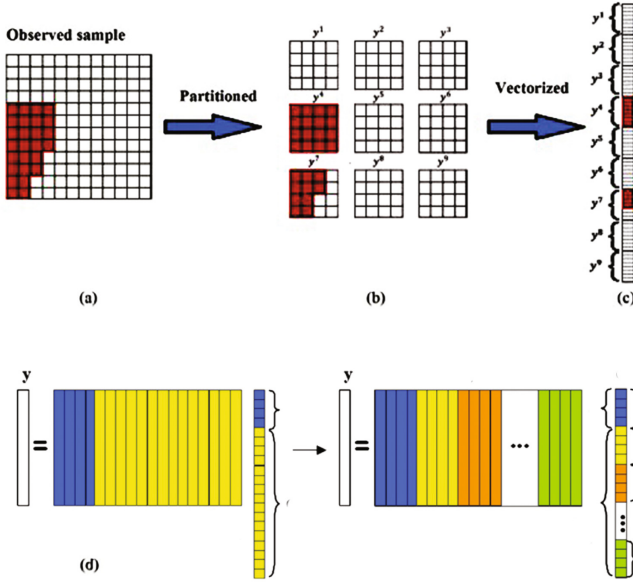 Observed sample
Partitioned
y1 y2 y3
y4 y5 y6
y7 y8 y9
Vectorized
y1
y2
y3
y4
y5
y6
y7
y8
y9
(a)
(b)
(c)
y
=
y
=
...
(d)